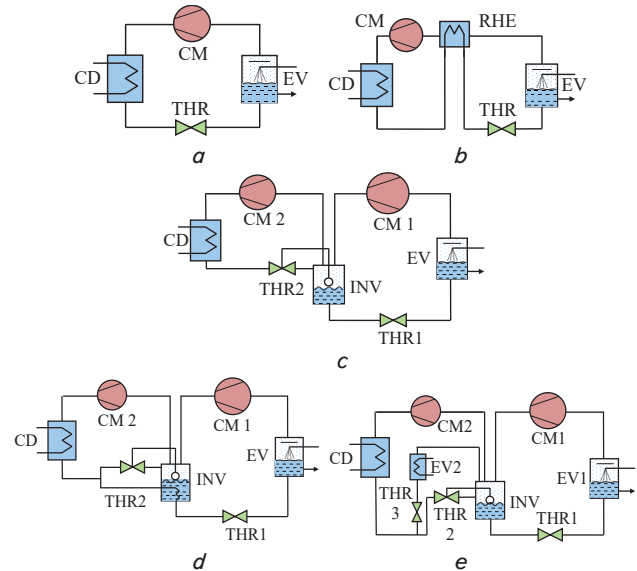 CM
CD
EV
THR
a
CM
RHE
CD
EV
THR
b
CM 2
CM 1
CD
EV
THR2
INV
THR1
c
CM 2
CM 1
CD
EV
INV
THR2
THR1
d
CM2
CM1
CD
EV2
EV1
THR
3
THR
2
INV
THR1
e